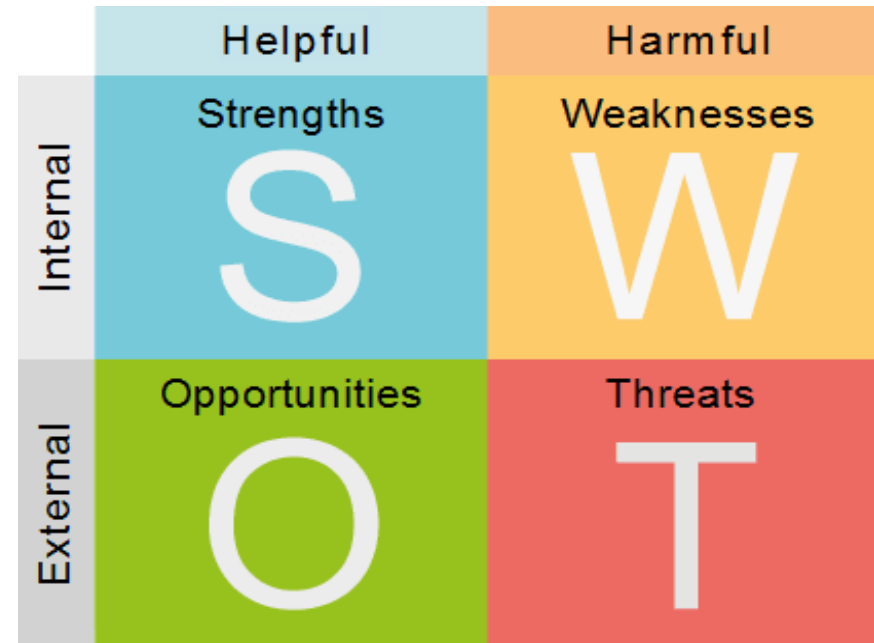 Helpful Harmful
Internal
Strengths Weaknesses
S W
External
Opportunities Threats
O T